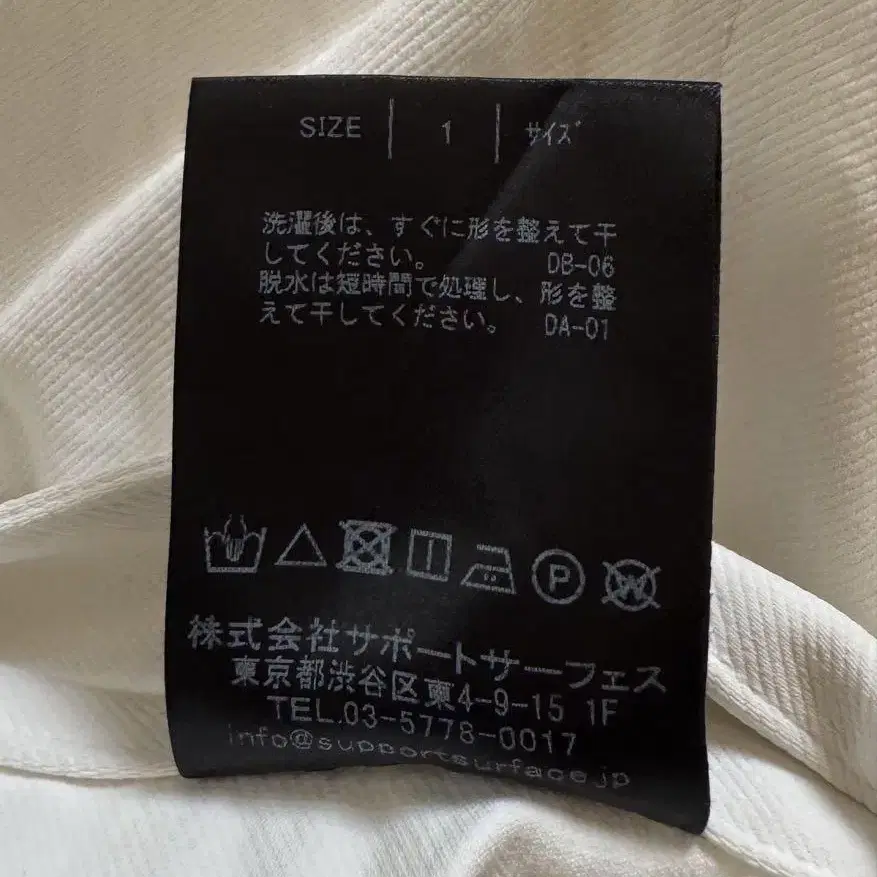 SIZE | 1 | サイズ
洗濯後は、すぐに形を整えて干
してください。 DB-06
脱水は短時間で処理し、形を整
えて干してください。 DA-01
P W
株式会社サポートサーフェス
東京都渋谷区東4-9-15 1F
TEL.03-5778-0017
info@supportsurface.jp